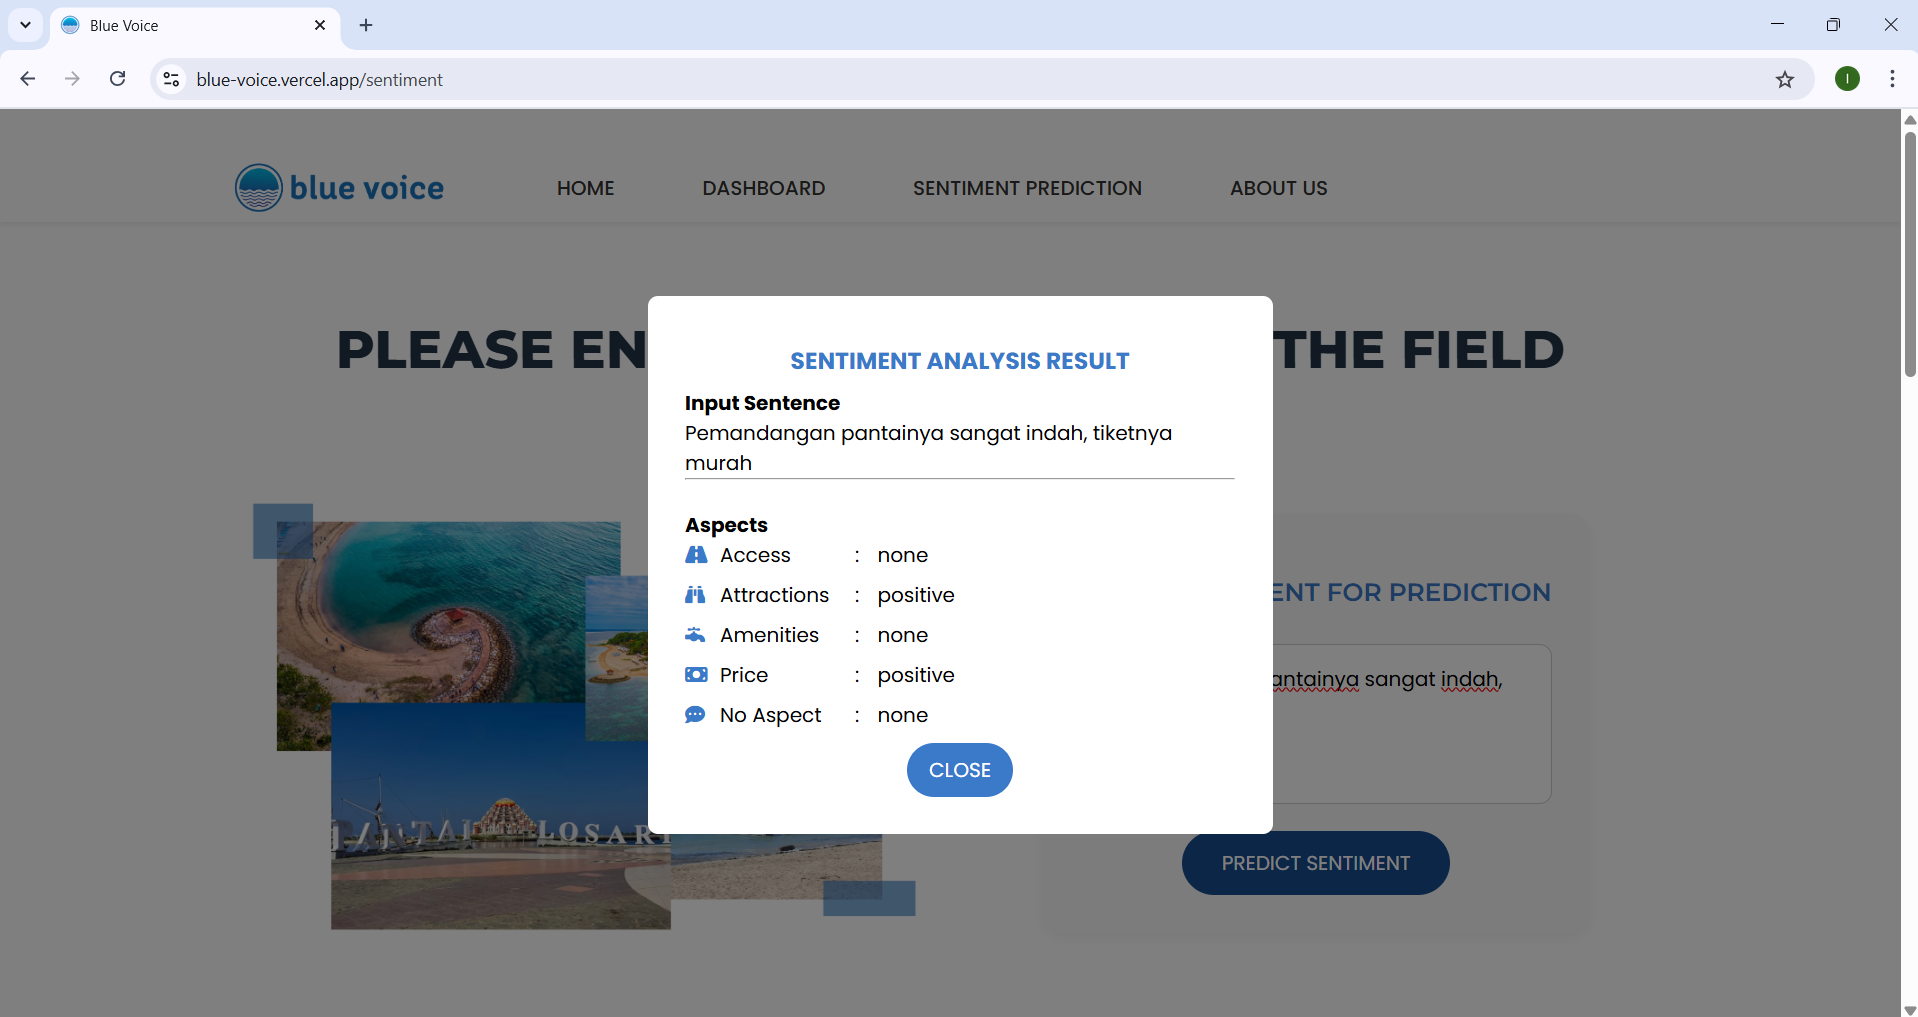 Blue Voice
blue-voice.vercel.app/sentiment
I
blue voice
HOME
DASHBOARD
SENTIMENT PREDICTION
ABOUT US
PLEASE EN
THE FIELD
SENTIMENT ANALYSIS RESULT
Input Sentence
Pemandangan pantainya sangat indah, tiketnya
murah
Aspects
Access : none
Attractions : positive
Amenities : none
Price : positive
No Aspect : none
CLOSE
ENT FOR PREDICTION
antainya sangat indah,
PREDICT SENTIMENT
LOSARI